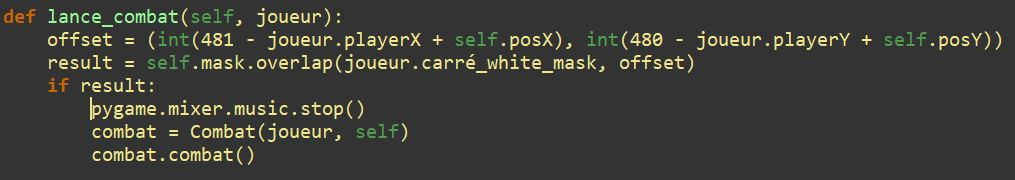 def lance_combat(self, joueur):
    offset = (int(481 - joueur.playerX + self.posX), int(480 - joueur.playerY + self.posY))
    result = self.mask.overlap(joueur.carré_white_mask, offset)
    if result:
        pygame.mixer.music.stop()
        combat = Combat(joueur, self)
        combat.combat()